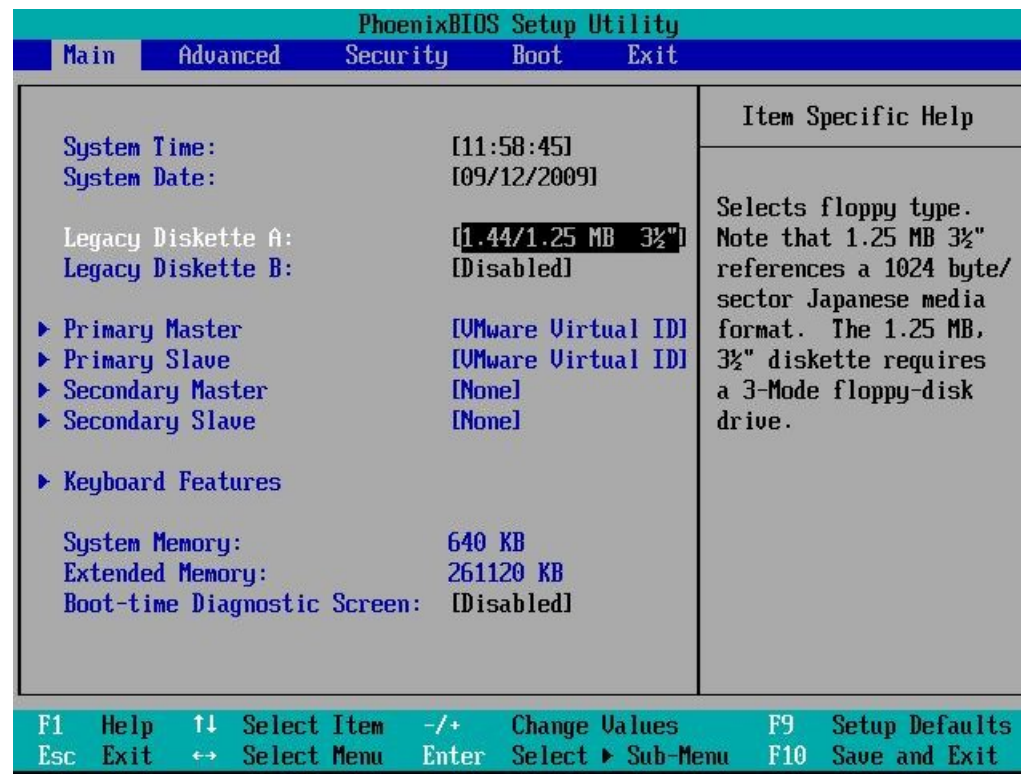 PhoenixBIOS Setup Utility
Main Advanced Security Boot Exit
System Time: [11:58:45]
System Date: [09/12/2009]
Legacy Diskette A: [1.44/1.25 MB 3½"]
Legacy Diskette B: [Disabled]
▶ Primary Master [VMware Virtual ID]
▶ Primary Slave [VMware Virtual ID]
▶ Secondary Master [None]
▶ Secondary Slave [None]
▶ Keyboard Features
System Memory: 640 KB
Extended Memory: 261120 KB
Boot-time Diagnostic Screen: [Disabled]
Item Specific Help
Selects floppy type.
Note that 1.25 MB 3½"
references a 1024 byte/
sector Japanese media
format. The 1.25 MB,
3½" diskette requires
a 3-Mode floppy-disk
drive.
F1 Help ↑↓ Select Item -/+ Change Values F9 Setup Defaults
Esc Exit ↔ Select Menu Enter Select ▶ Sub-Menu F10 Save and Exit